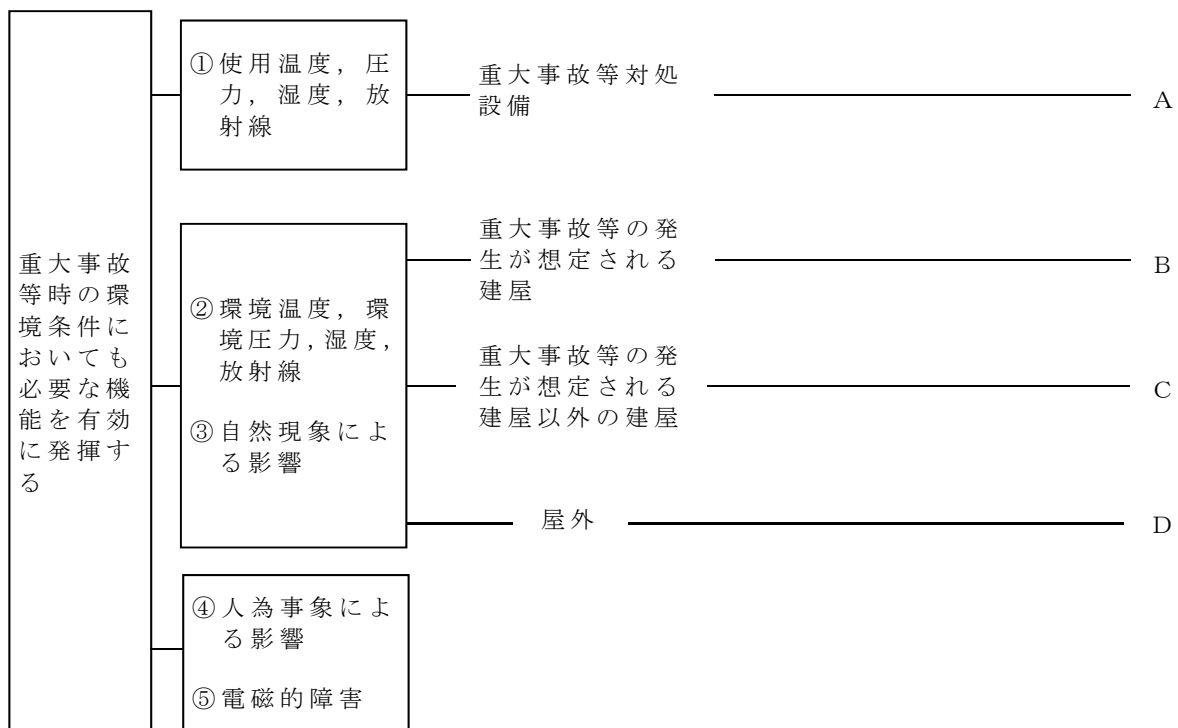 重大事故
等時の環
境条件に
おいても
必要な機
能を有効
に発揮す
る
①使用温度，圧
力，湿度，放
射線
重大事故等対処
設備
A
②環境温度，環
境圧力，湿度，
放射線
③自然現象によ
る影響
重大事故等の発
生が想定される
建屋
B
重大事故等の発
生が想定される
建屋以外の建屋
C
屋外
D
④人為事象によ
る影響
⑤電磁的障害